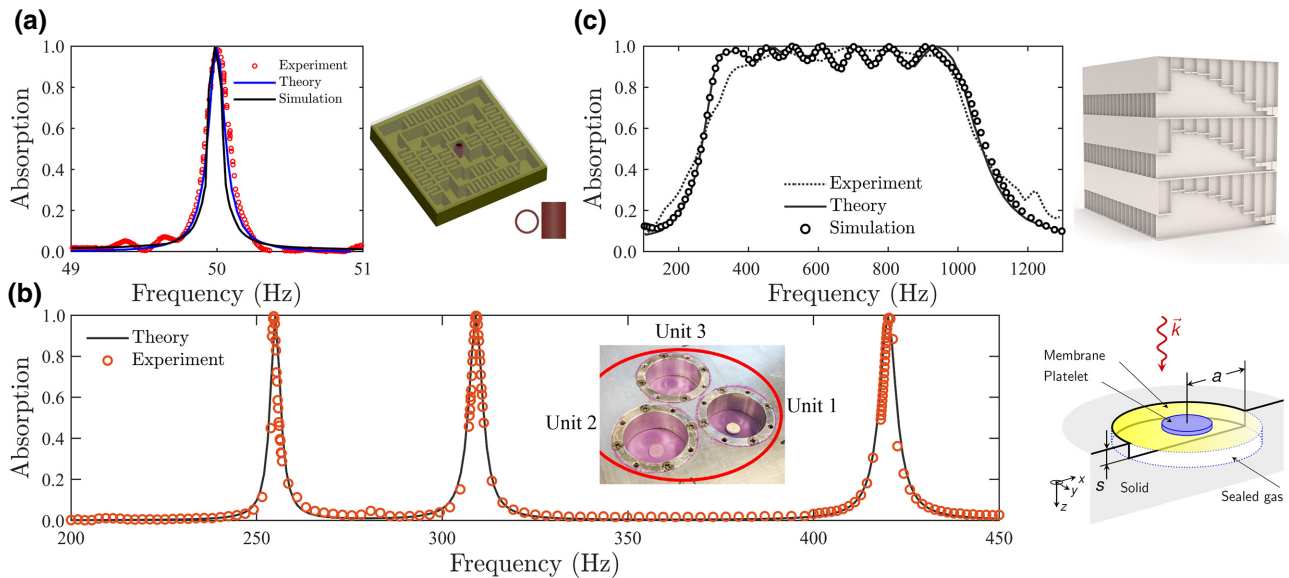 (a)
1.0
0.8
0.6
0.4
0.2
0.0
Absorption
Experiment
Theory
Simulation
49
50
51
Frequency (Hz)
(c)
1.0
0.8
0.6
0.4
0.2
0.0
Absorption
Experiment
Theory
Simulation
200
400
600
800
1000
1200
Frequency (Hz)
(b)
1.0
0.8
0.6
0.4
0.2
0.0
Absorption
Theory
Experiment
Unit 3
Unit 2
Unit 1
200
250
300
350
400
450
Frequency (Hz)
k
Membrane
Platelet
a
s
Solid
Sealed gas
x
y
z